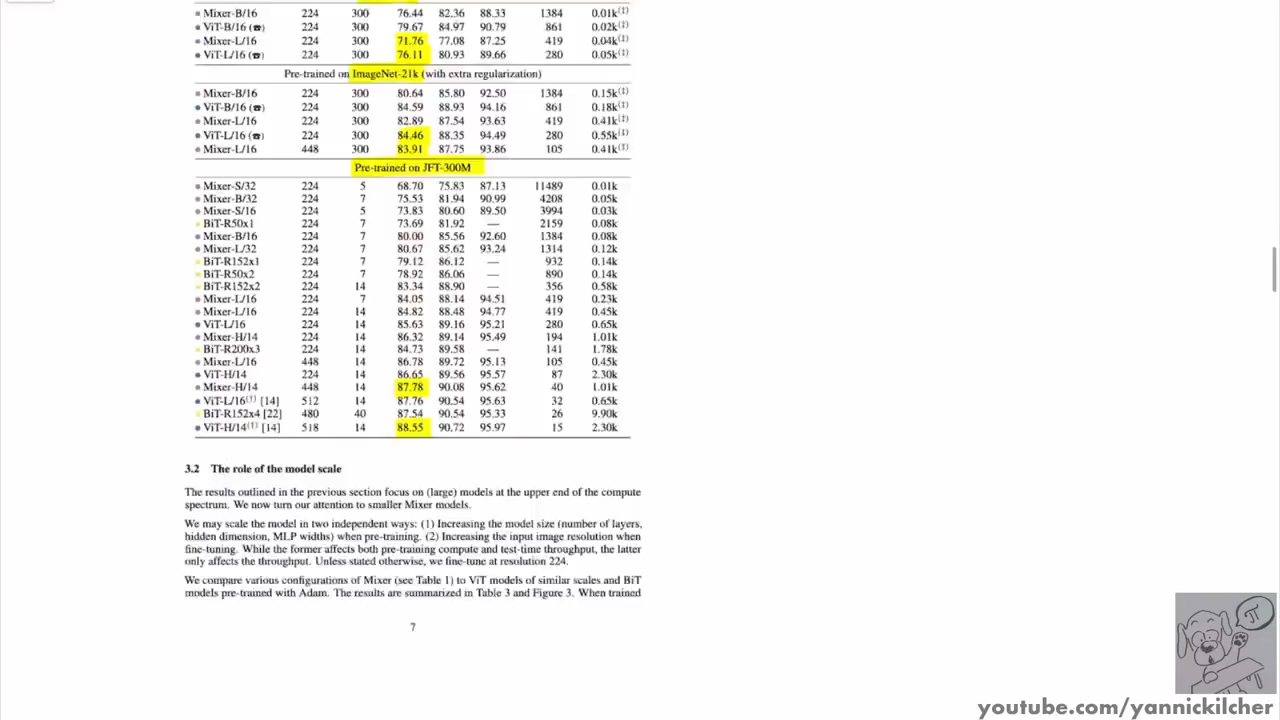 Mixer-B/16 224 300 76.44 82.36 88.33 1384 0.01k(‡)
ViT-B/16 (☎) 224 300 79.67 84.97 90.79 861 0.02k(‡)
Mixer-L/16 224 300 71.76 77.08 87.25 419 0.04k(‡)
ViT-L/16 (☎) 224 300 76.11 80.93 89.66 280 0.05k(‡)
Pre-trained on ImageNet-21k (with extra regularization)
Mixer-B/16 224 300 80.64 85.80 92.50 1384 0.15k(‡)
ViT-B/16 (☎) 224 300 84.59 88.93 94.16 861 0.18k(‡)
Mixer-L/16 224 300 82.89 87.54 93.63 419 0.41k(‡)
ViT-L/16 (☎) 224 300 84.46 88.35 94.49 280 0.55k(‡)
Mixer-L/16 448 300 83.91 87.75 93.86 105 0.41k(‡)
Pre-trained on JFT-300M
Mixer-S/32 224 5 68.70 75.83 87.13 11489 0.01k
Mixer-B/32 224 7 75.53 81.94 90.99 4208 0.05k
Mixer-S/16 224 5 73.83 80.60 89.50 3994 0.03k
BiT-R50x1 224 7 73.69 81.92 — 2159 0.08k
Mixer-B/16 224 7 80.00 85.56 92.60 1384 0.08k
Mixer-L/32 224 7 80.67 85.62 93.24 1314 0.12k
BiT-R152x1 224 7 79.12 86.12 — 932 0.14k
BiT-R50x2 224 7 78.92 86.06 — 890 0.14k
BiT-R152x2 224 14 83.34 88.90 — 356 0.58k
Mixer-L/16 224 7 84.05 88.14 94.51 419 0.23k
Mixer-L/16 224 14 84.82 88.48 94.77 419 0.45k
ViT-L/16 224 14 85.63 89.16 95.21 280 0.65k
Mixer-H/14 224 14 86.32 89.14 95.49 194 1.01k
BiT-R200x3 224 14 84.73 89.58 — 141 1.78k
Mixer-L/16 448 14 86.78 89.72 95.13 105 0.45k
ViT-H/14 224 14 86.65 89.56 95.57 87 2.30k
Mixer-H/14 448 14 87.78 90.08 95.62 40 1.01k
ViT-L/16(†) [14] 512 14 87.76 90.54 95.63 32 0.65k
BiT-R152x4 [22] 480 40 87.54 90.54 95.33 26 9.90k
ViT-H/14(†) [14] 518 14 88.55 90.72 95.97 15 2.30k
3.2 The role of the model scale
The results outlined in the previous section focus on (large) models at the upper end of the compute
spectrum. We now turn our attention to smaller Mixer models.
We may scale the model in two independent ways: (1) Increasing the model size (number of layers,
hidden dimension, MLP widths) when pre-training. (2) Increasing the input image resolution when
fine-tuning. While the former affects both pre-training compute and test-time throughput, the latter
only affects the throughput. Unless stated otherwise, we fine-tune at resolution 224.
We compare various configurations of Mixer (see Table 1) to ViT models of similar scales and BiT
models pre-trained with Adam. The results are summarized in Table 3 and Figure 3. When trained
7
π
youtube.com/yannickilcher